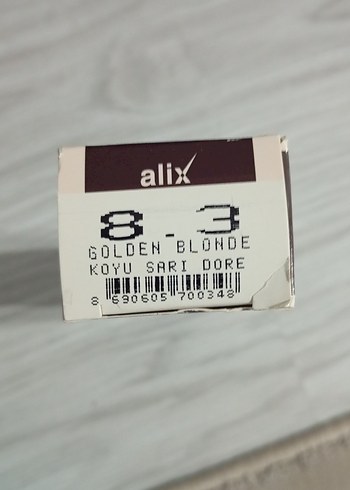 alix
8.3
GOLDEN BLONDE
KOYU SARI DORE
8 690605 700348